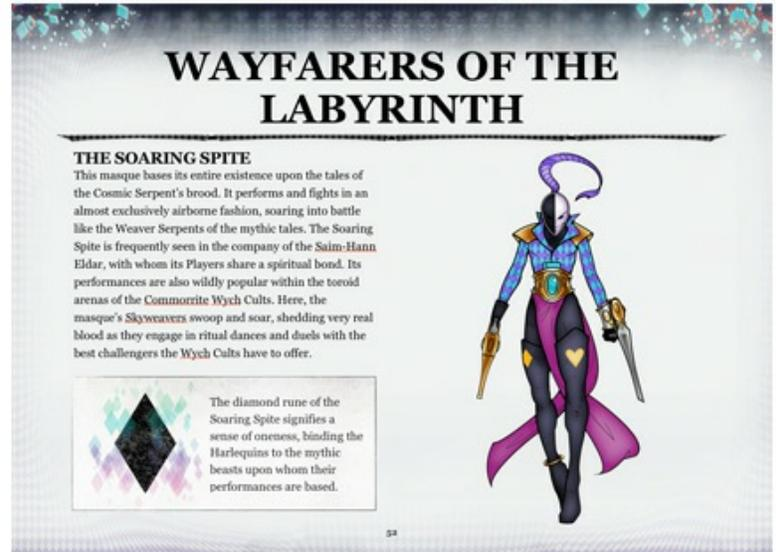 WAYFARERS OF THE
LABYRINTH
THE SOARING SPITE
This masque bases its entire existence upon the tales of
the Cosmic Serpent's brood. It performs and fights in an
almost exclusively airborne fashion, soaring into battle
like the Weaver Serpents of the mythic tales. The Soaring
Spite is frequently seen in the company of the Saim-Hann
Eldar, with whom its Players share a spiritual bond. Its
performances are also wildly popular within the toroid
arenas of the Commorrite Wych Cults. Here, the
masque's Skyweavers swoop and soar, shedding very real
blood as they engage in ritual dances and duels with the
best challengers the Wych Cults have to offer.
The diamond rune of the
Soaring Spite signifies a
sense of oneness, binding the
Harlequins to the mythic
beasts upon whom their
performances are based.
52